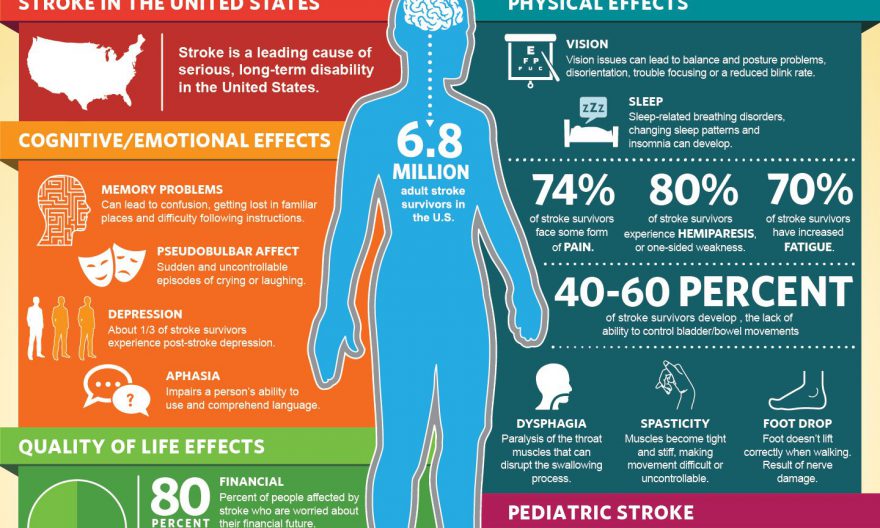 STROKE IN THE UNITED STATES
Stroke is a leading cause of
serious, long-term disability
in the United States.
COGNITIVE/EMOTIONAL EFFECTS
MEMORY PROBLEMS
Can lead to confusion, getting lost in familiar
places and difficulty following instructions.
PSEUDOBULBAR AFFECT
Sudden and uncontrollable
episodes of crying or laughing.
DEPRESSION
About 1/3 of stroke survivors
experience post-stroke depression.
APHASIA
?
Impairs a person's ability to
use and comprehend language.
QUALITY OF LIFE EFFECTS
80
PERCENT
FINANCIAL
Percent of people affected by
stroke who are worried about
their financial future.
6.8
MILLION
adult stroke
survivors in
the U.S.
PHYSICAL EFFECTS
E
F P
F U C
VISION
Vision issues can lead to balance and posture problems,
disorientation, trouble focusing or a reduced blink rate.
zZz
SLEEP
Sleep-related breathing disorders,
changing sleep patterns and
insomnia can develop.
74%
of stroke survivors
face some form
of PAIN.
80%
of stroke survivors
experience HEMIPARESIS,
or one-sided weakness.
70%
of stroke survivors
have increased
FATIGUE.
40-60 PERCENT
of stroke survivors develop , the lack of
ability to control bladder/bowel movements
DYSPHAGIA
Paralysis of the throat
muscles that can
disrupt the swallowing
process.
SPASTICITY
Muscles become tight
and stiff, making
movement difficult or
uncontrollable.
FOOT DROP
Foot doesn't lift
correctly when walking.
Result of nerve
damage.
PEDIATRIC STROKE